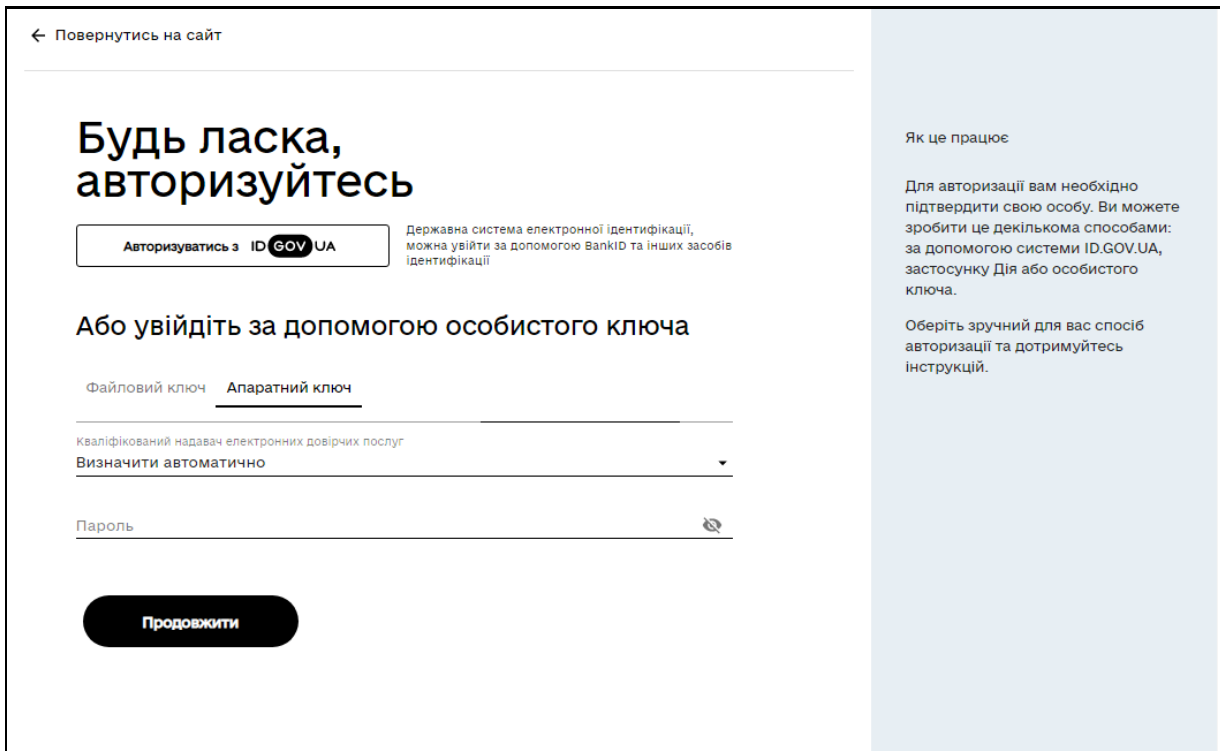 ← Повернутись на сайт
Будь ласка,
авторизуйтесь
Авторизуватись з ID GOV UA
Державна система електронної ідентифікації,
можна увійти за допомогою BankID та інших засобів
ідентифікації
Або увійдіть за допомогою особистого ключа
Файловий ключ Апаратний ключ
Кваліфікований надавач електронних довірчих послуг
Визначити автоматично
Пароль
Продовжити
Як це працює
Для авторизації вам необхідно
підтвердити свою особу. Ви можете
зробити це декількома способами:
за допомогою системи ID.GOV.UA,
застосунку Дія або особистого
ключа.
Оберіть зручний для вас спосіб
авторизації та дотримуйтесь
інструкцій.